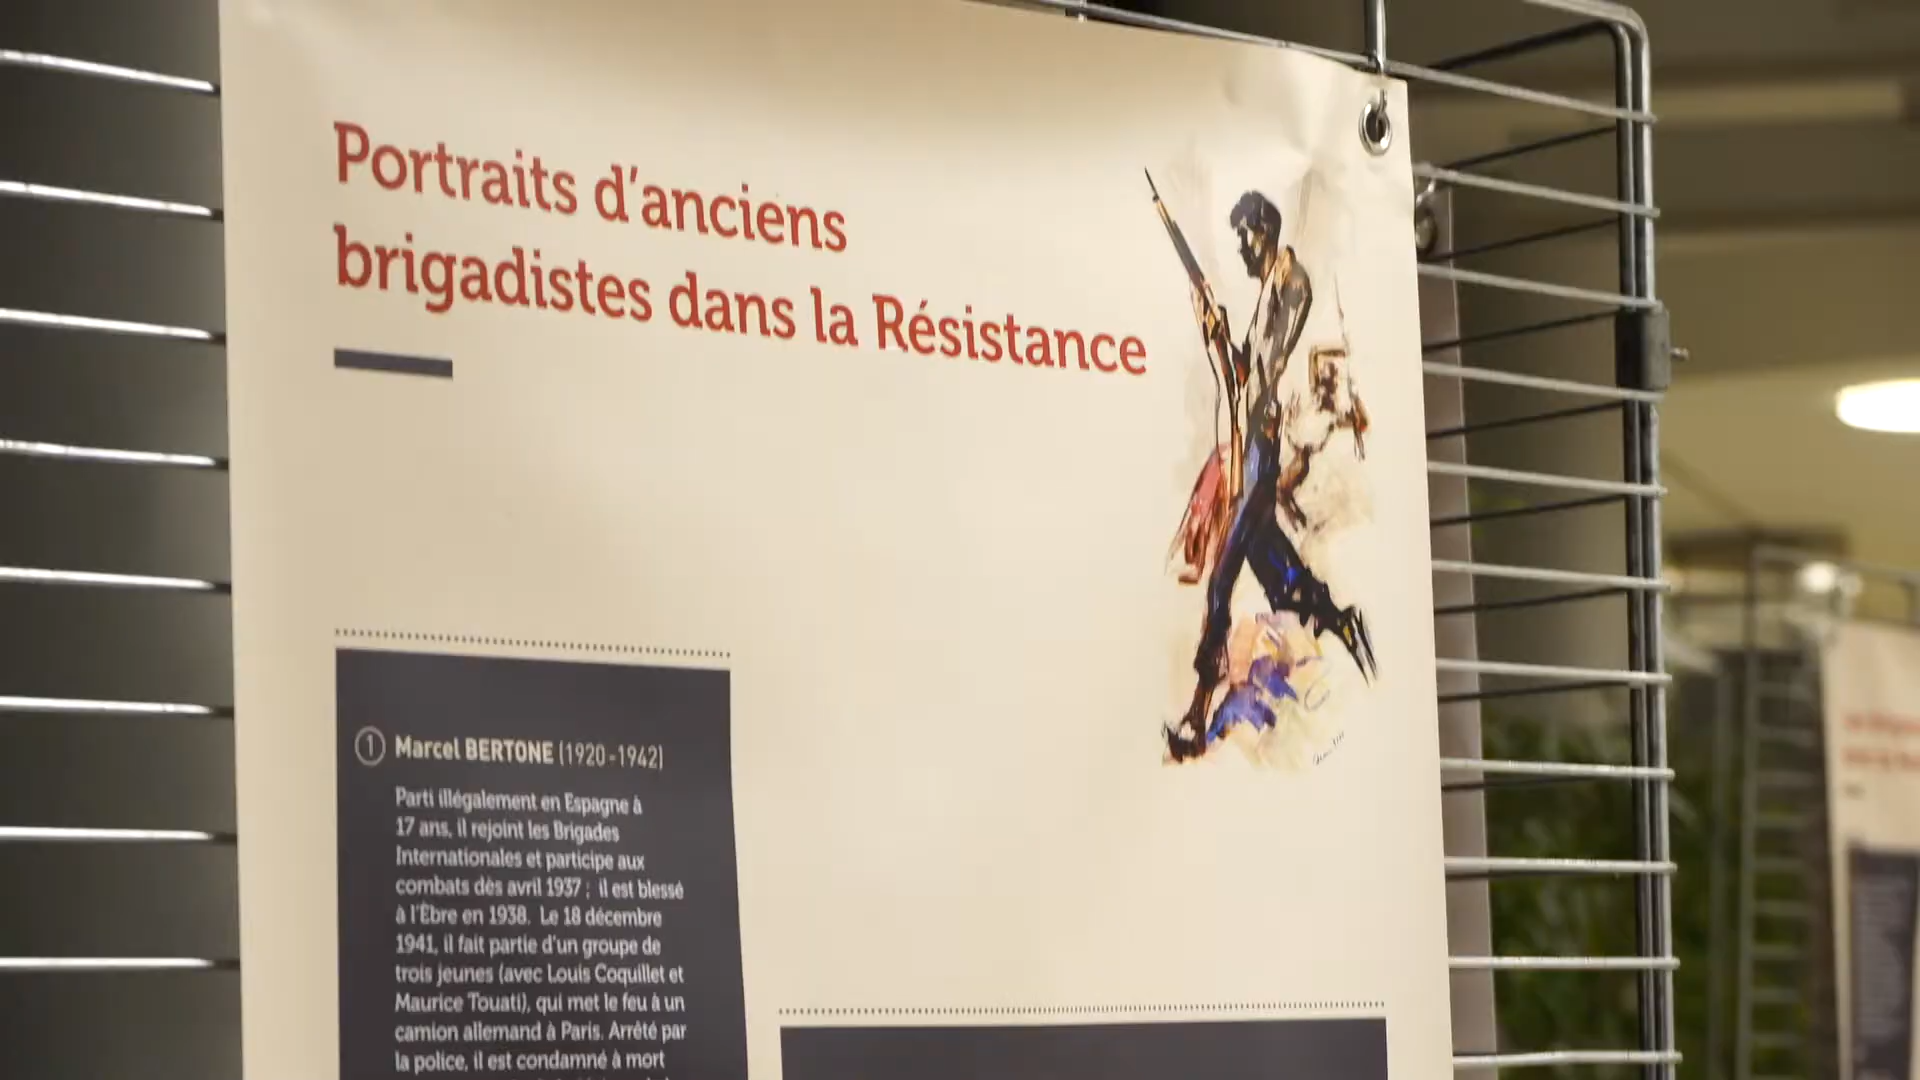 Portraits d'anciens
brigadistes dans la Résistance
1 Marcel BERTONE (1920-1942)
Parti illégalement en Espagne à
17 ans, il rejoint les Brigades
Internationales et participe aux
combats dès avril 1937 ; il est blessé
à l'Èbre en 1938. Le 18 décembre
1941, il fait partie d'un groupe de
trois jeunes (avec Louis Coquillet et
Maurice Touati), qui met le feu à un
camion allemand à Paris. Arrêté par
la police, il est condamné à mort